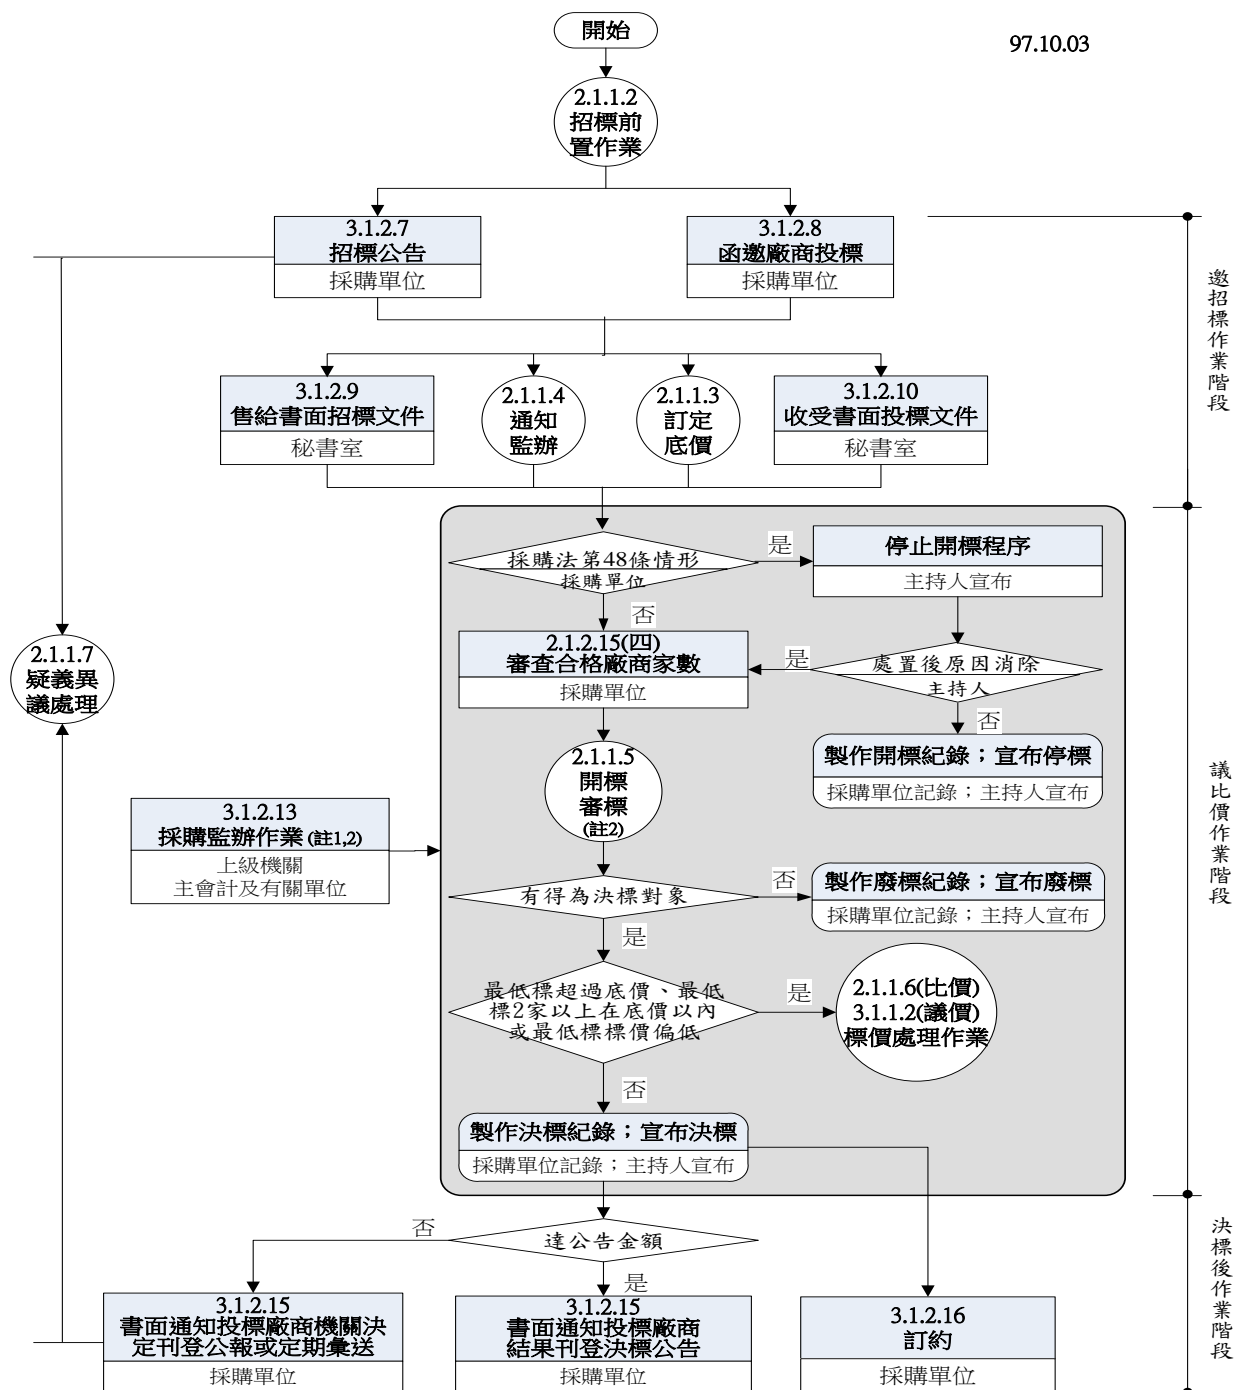 開始
97.10.03
2.1.1.2
招標前
置作業
3.1.2.7
招標公告
採購單位
3.1.2.8
函邀廠商投標
採購單位
邀招標作業階段
3.1.2.9
售給書面招標文件
秘書室
2.1.1.4
通知
監辦
2.1.1.3
訂定
底價
3.1.2.10
收受書面投標文件
秘書室
採購法第48條情形
採購單位
是
停止開標程序
主持人宣布
否
2.1.2.15(四)
審查合格廠商家數
採購單位
是
處置後原因消除
主持人
2.1.1.7
疑義異
議處理
否
製作開標紀錄；宣布停標
採購單位記錄；主持人宣布
2.1.1.5
開標
審標
(註2)
議比價作業階段
3.1.2.13
採購監辦作業(註1,2)
上級機關
主會計及有關單位
有得為決標對象
否
製作廢標紀錄；宣布廢標
採購單位記錄；主持人宣布
是
最低標超過底價、最低
標2家以上在底價以內
或最低標標價偏低
是
2.1.1.6(比價)
3.1.1.2(議價)
標價處理作業
否
製作決標紀錄；宣布決標
採購單位記錄；主持人宣布
否
達公告金額
是
決標後作業階段
3.1.2.15
書面通知投標廠商機關決
定刊登公報或定期彙送
採購單位
3.1.2.15
書面通知投標廠商
結果刊登決標公告
採購單位
3.1.2.16
訂約
採購單位